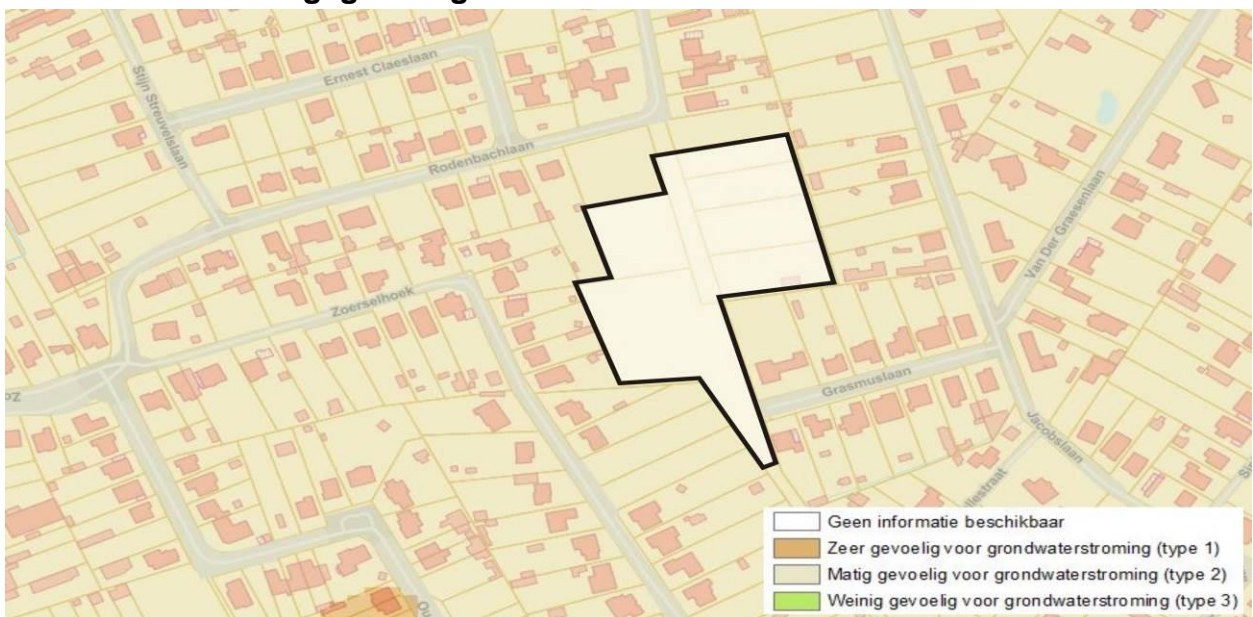 Ernest Claeslaan
Stijn Streuvelslaan
Rodenbachlaan
Van Der Graesenlaan
Zoerselhoek
Grasmuslaan
Jacobslaan
PZ
Geen informatie beschikbaar
Zeer gevoelig voor grondwaterstroming (type 1)
Matig gevoelig voor grondwaterstroming (type 2)
Weinig gevoelig voor grondwaterstroming (type 3)